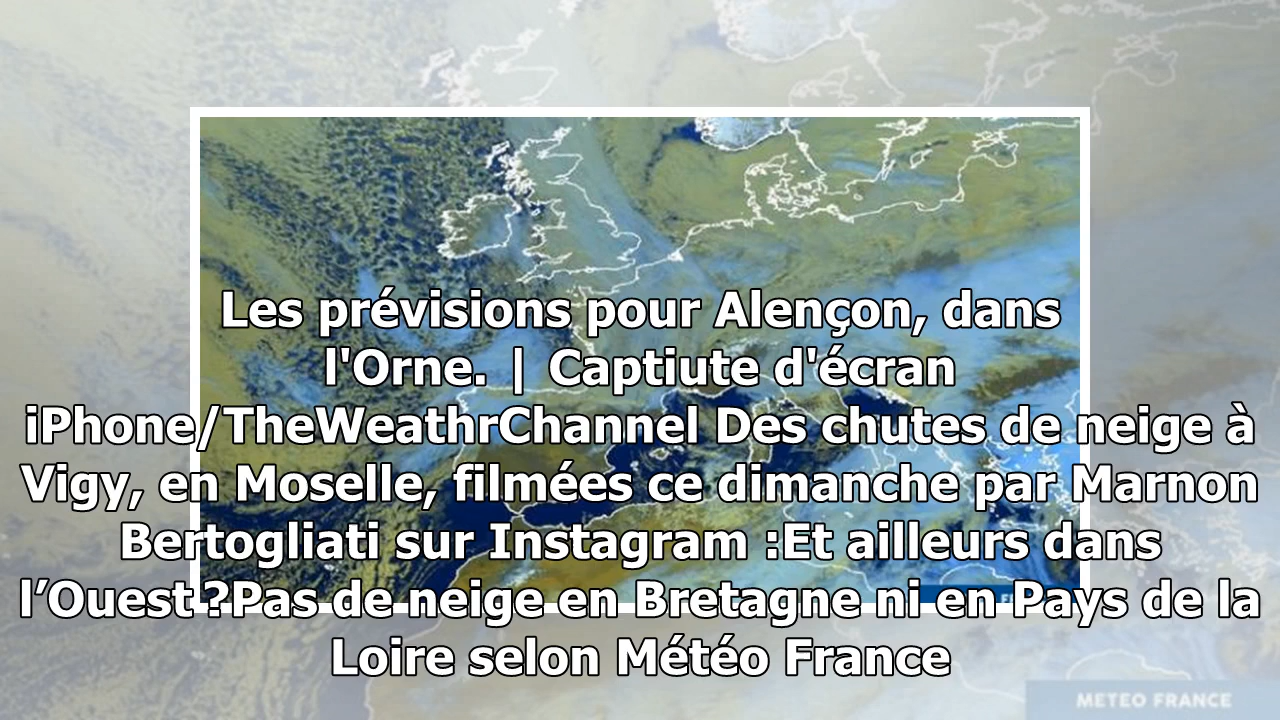 Les prévisions pour Alençon, dans
l'Orne. | Captiute d'écran
iPhone/TheWeathrChannel Des chutes de neige à
Vigy, en Moselle, filmées ce dimanche par Marnon
Bertogliati sur Instagram :Et ailleurs dans
l’Ouest ?Pas de neige en Bretagne ni en Pays de la
Loire selon Météo France
METEO FRANCE